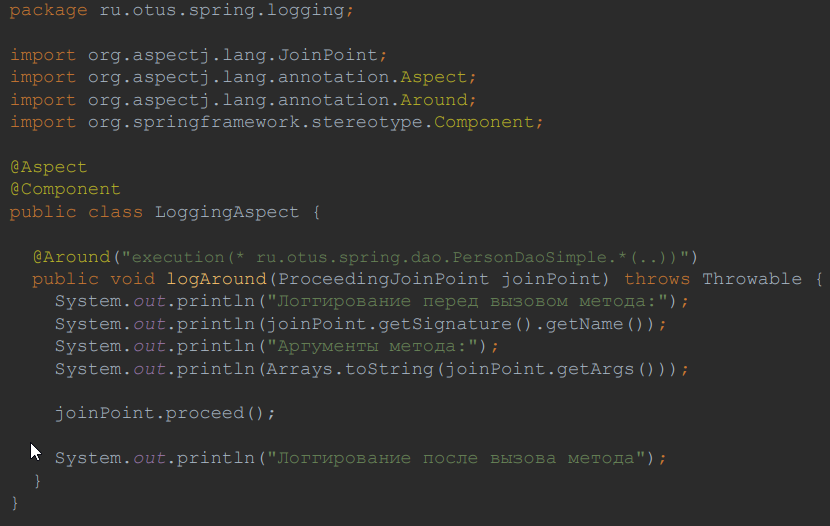 package ru.otus.spring.logging;
import org.aspectj.lang.JoinPoint;
import org.aspectj.lang.annotation.Aspect;
import org.aspectj.lang.annotation.Around;
import org.springframework.stereotype.Component;
@Aspect
@Component
public class LoggingAspect {
@Around("execution(* ru.otus.spring.dao.PersonDaoSimple.*(..))")
public void logAround(ProceedingJoinPoint joinPoint) throws Throwable {
System.out.println("Логгирование перед вызовом метода:");
System.out.println(joinPoint.getSignature().getName());
System.out.println("Аргументы метода:");
System.out.println(Arrays.toString(joinPoint.getArgs()));
joinPoint.proceed();
System.out.println("Логгирование после вызова метода");
}
}